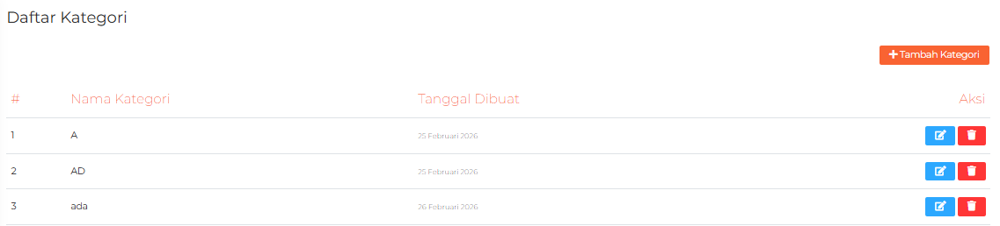 Daftar Kategori
Tambah Kategori
# Nama Kategori Tanggal Dibuat Aksi
1 A 25 Februari 2026
2 AD 25 Februari 2026
3 ada 26 Februari 2026